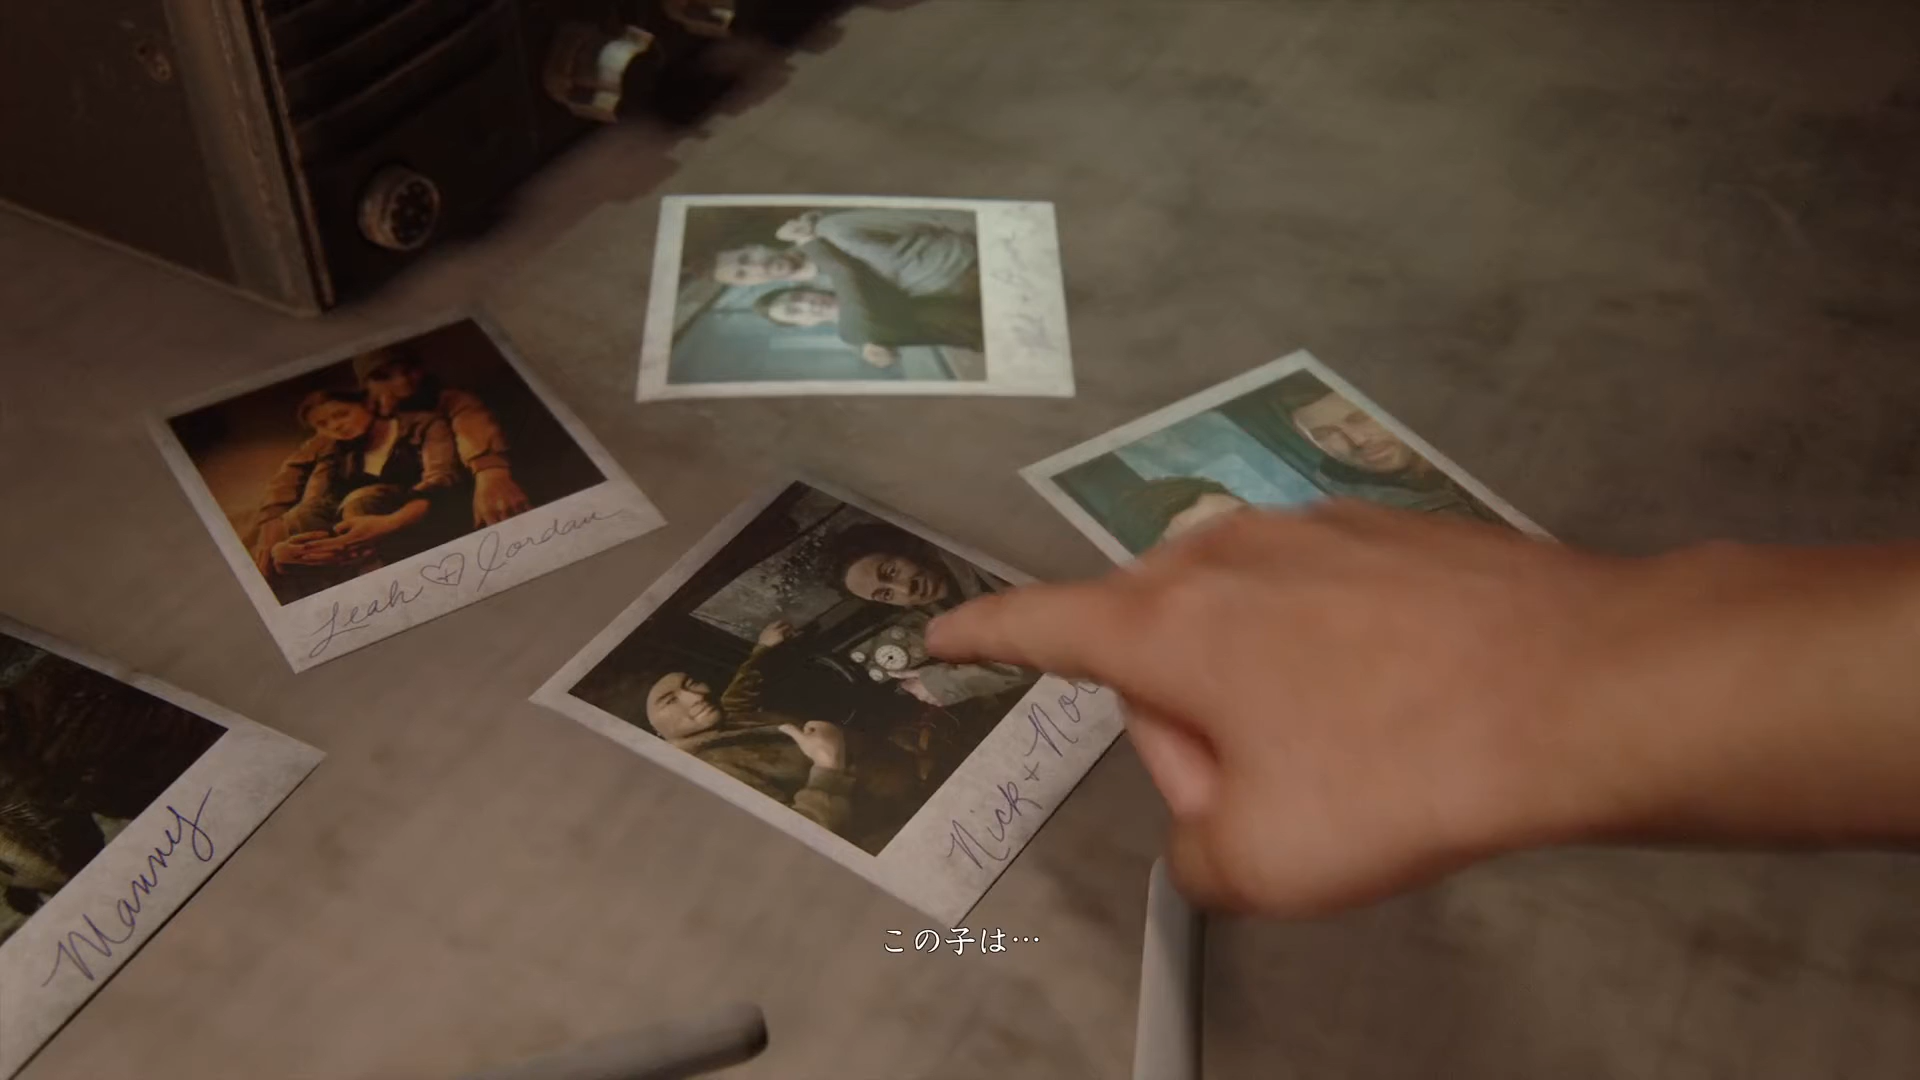 Leah + Jordan
Nick + No
Manny
この子は…